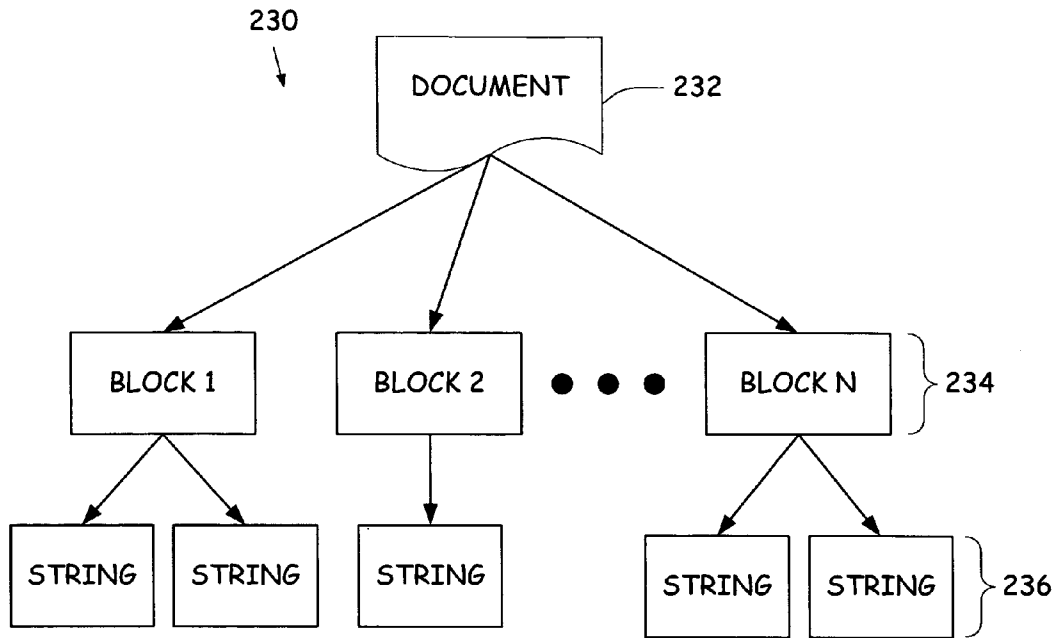 230
DOCUMENT
232
BLOCK 1
BLOCK 2
BLOCK N
234
STRING
STRING
STRING
STRING
STRING
236